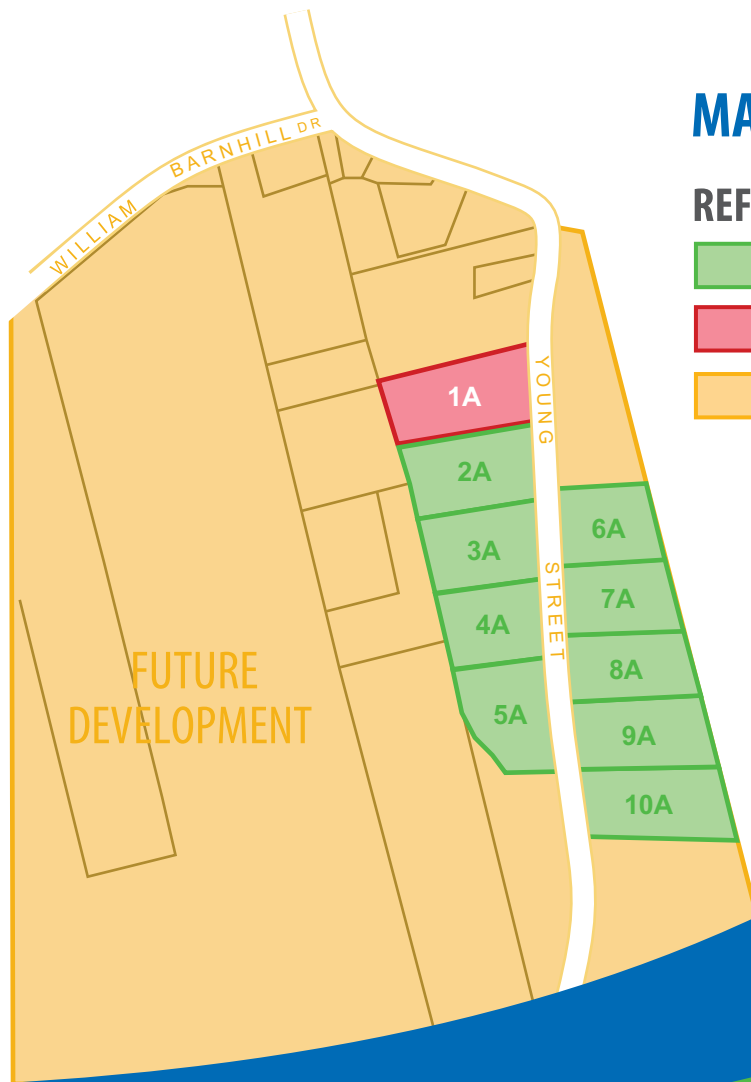 WILLIAM BARNHILL DR
MA
REF
YOUNG STREET
1A
2A
3A
4A
5A
6A
7A
8A
9A
10A
FUTURE
DEVELOPMENT